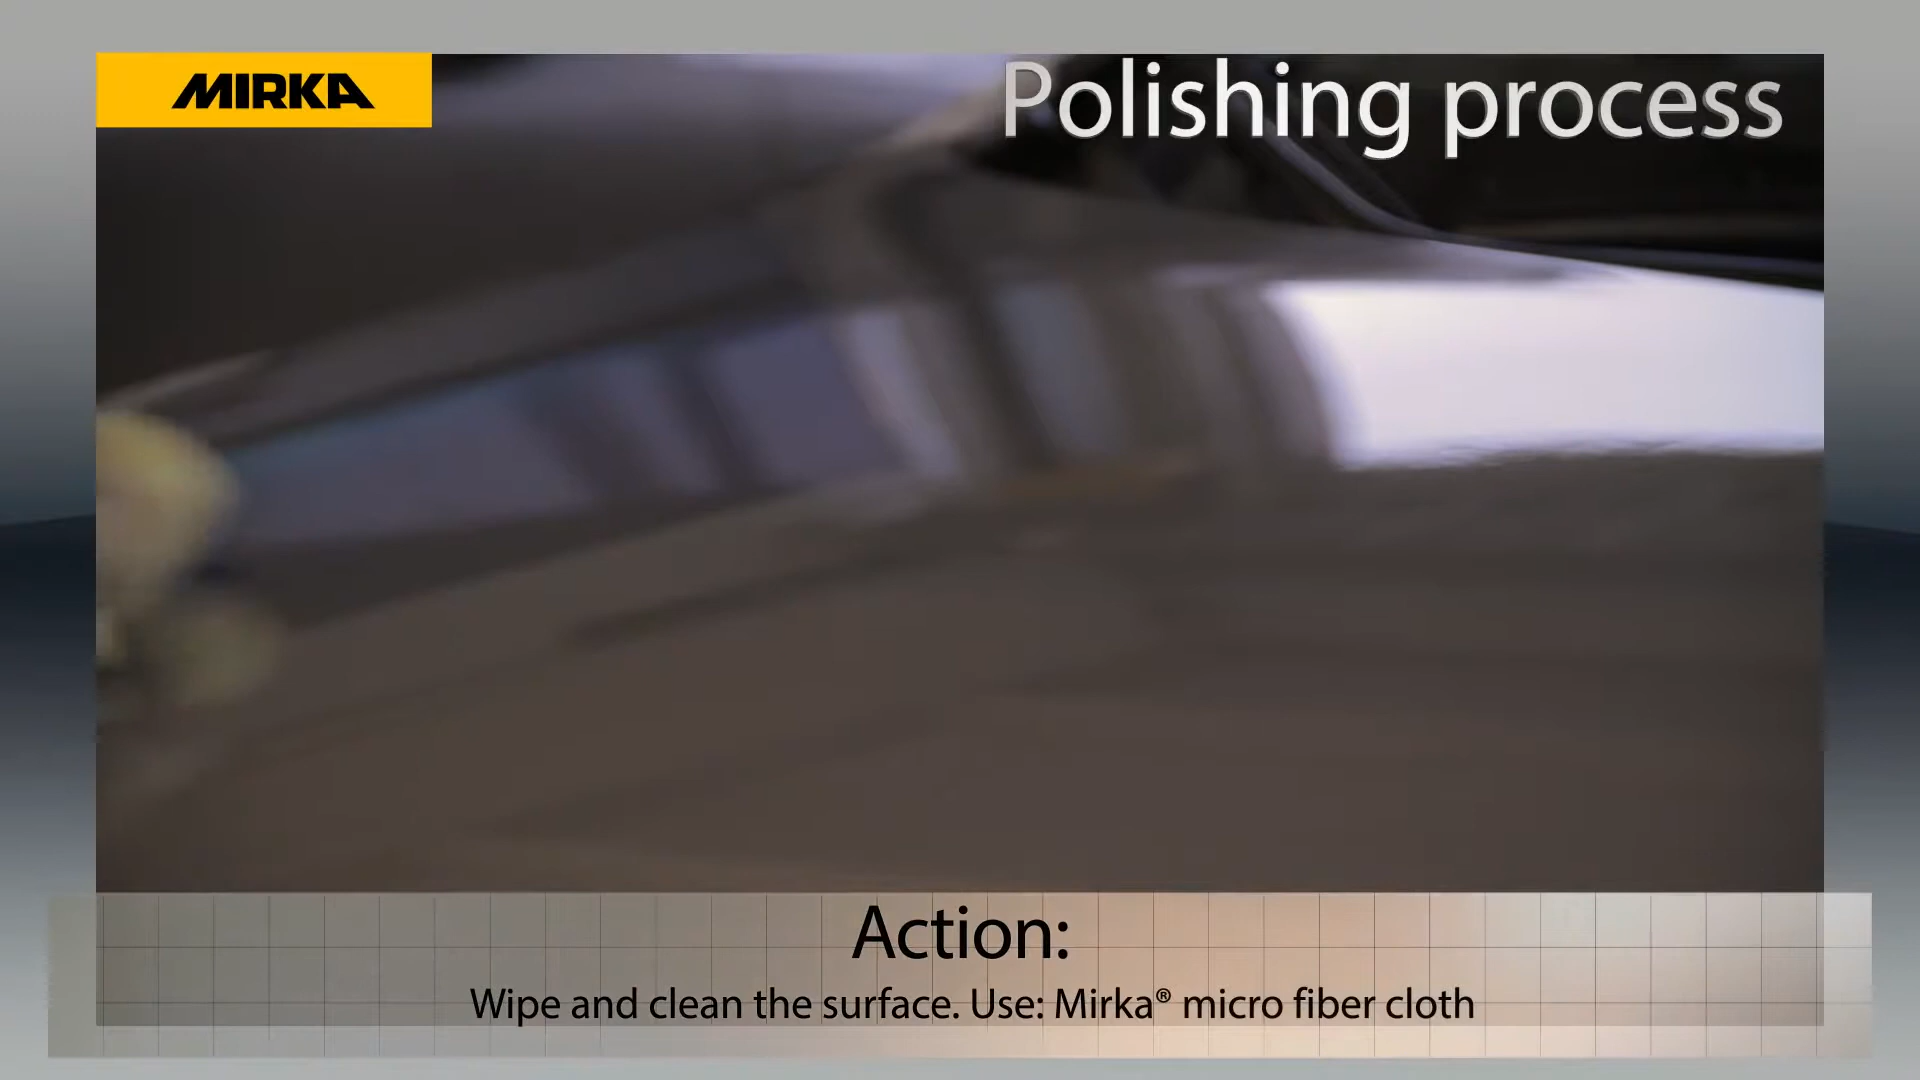 MIRKA
Polishing process
Action:
Wipe and clean the surface. Use: Mirka® micro fiber cloth